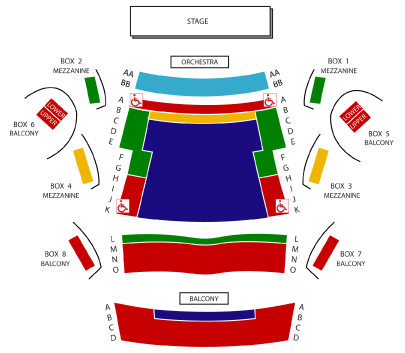 STAGE
ORCHESTRA
BOX 2
MEZZANINE
BOX 1
MEZZANINE
AA
BB
AA
BB
A
B
C
D
E
F
G
H
I
J
K
A
B
C
D
E
F
G
H
I
J
K
LOWER
UPPER
BOX 6
BALCONY
LOWER
UPPER
BOX 5
BALCONY
BOX 4
MEZZANINE
BOX 3
MEZZANINE
BOX 8
BALCONY
BOX 7
BALCONY
L
M
N
O
L
M
N
O
BALCONY
A
B
C
D
A
B
C
D